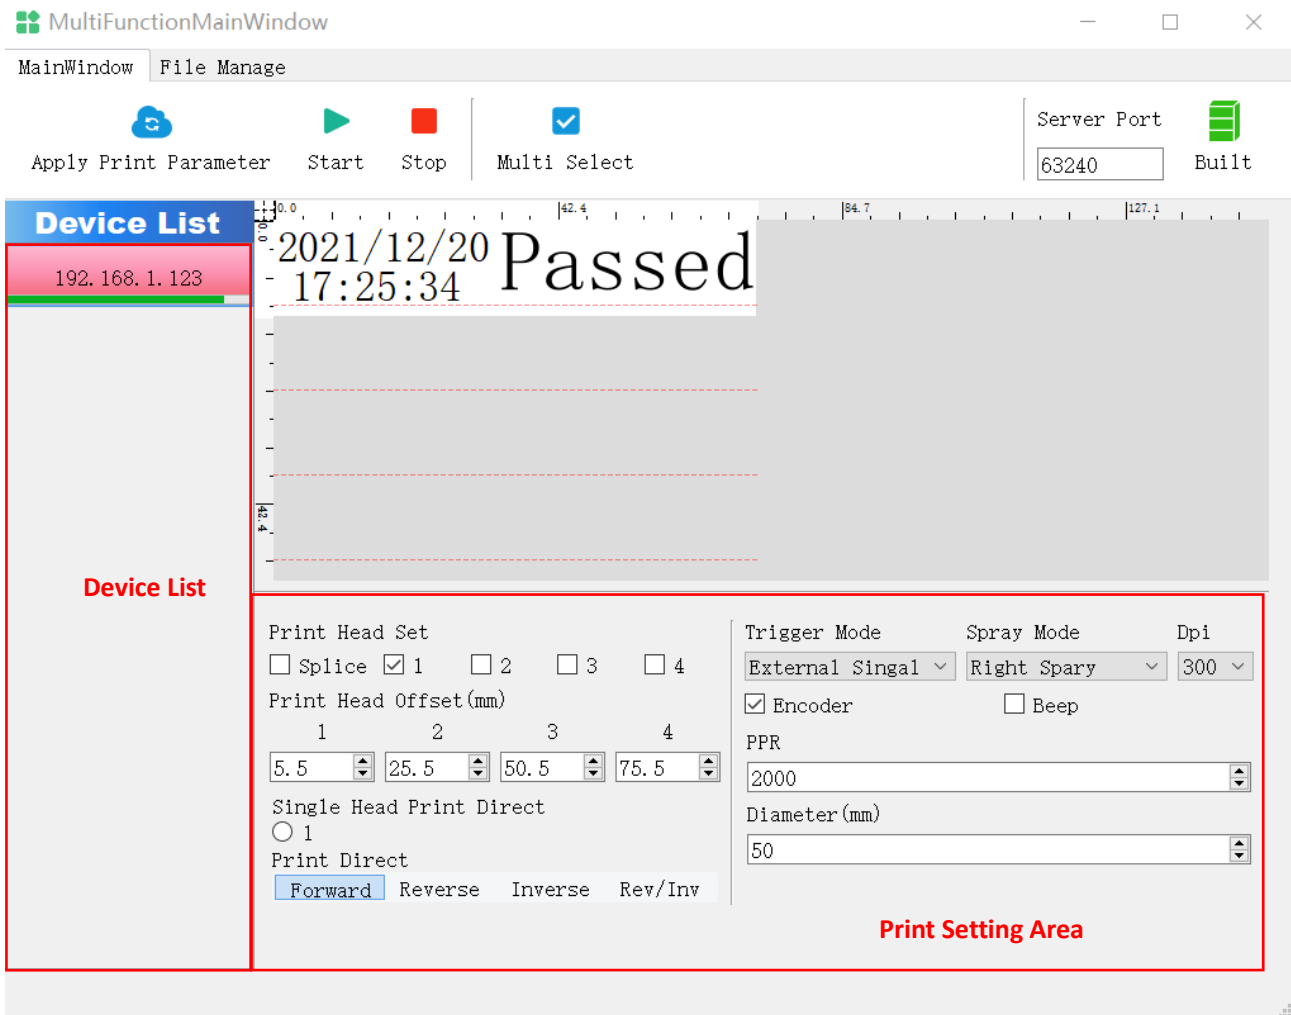 MultiFunctionMainWindow
MainWindow File Manage
Apply Print Parameter Start Stop Multi Select
Server Port
63240
Built
Device List
192.168.1.123
0.0 42.4 84.7 127.1
0.0
42.4
2021/12/20
17:25:34
Passed
Device List
Print Head Set
Splice 1 2 3 4
Print Head Offset(mm)
1 2 3 4
5.5 25.5 50.5 75.5
Single Head Print Direct
1
Print Direct
Forward Reverse Inverse Rev/Inv
Trigger Mode Spray Mode Dpi
External Singal Right Spary 300
Encoder Beep
PPR
2000
Diameter(mm)
50
Print Setting Area